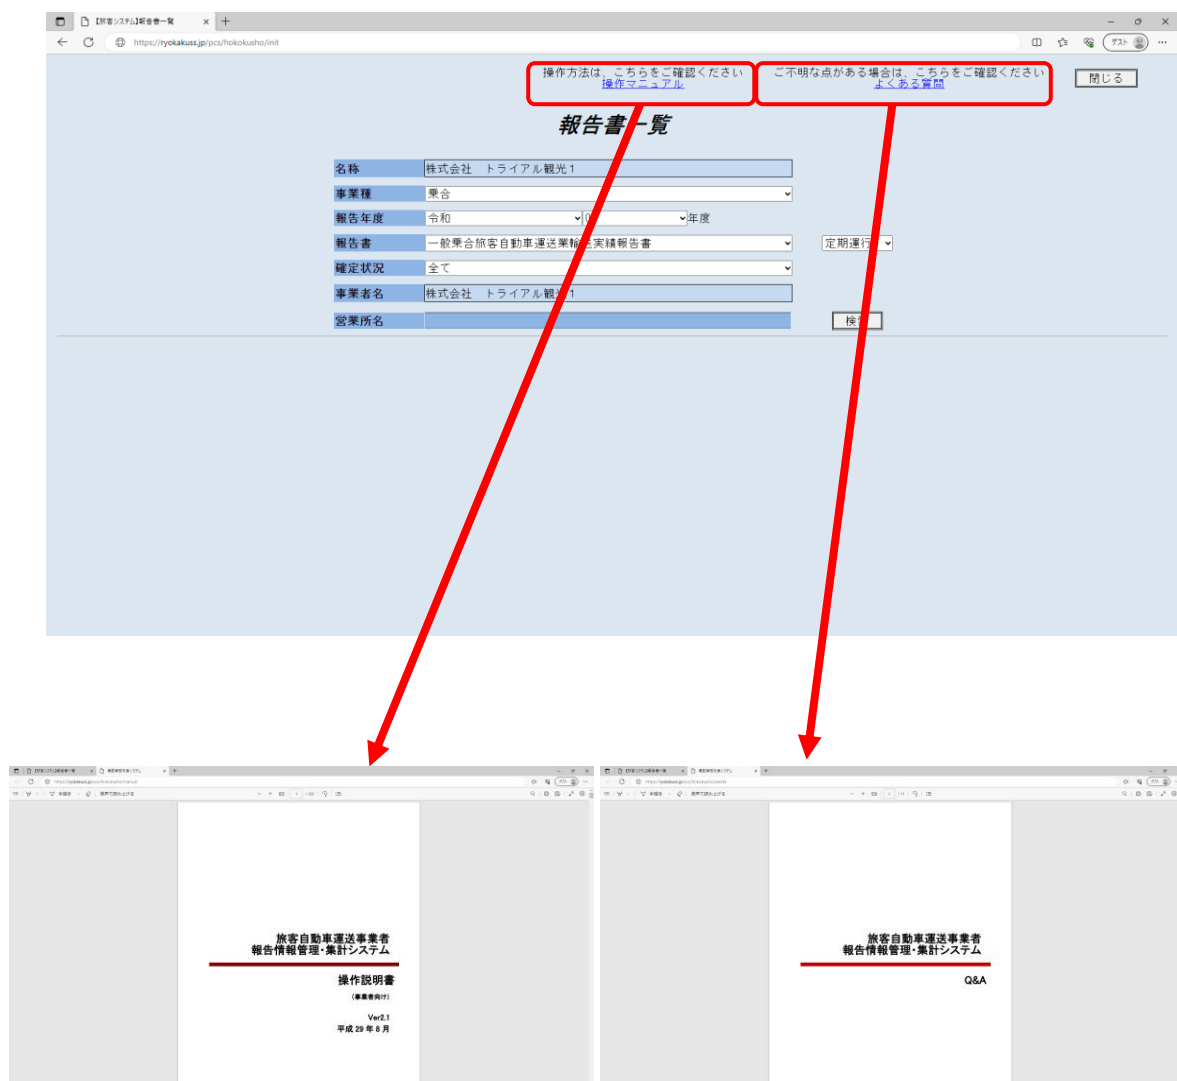 【旅客システム】報告書一覧
https://ryokakuss.jp/pcs/hokokusho/init
ゲスト
操作方法は、こちらをご確認ください
操作マニュアル
ご不明な点がある場合は、こちらをご確認ください
よくある質問
閉じる
報告書一覧
名称 株式会社 トライアル観光1
事業種 乗合
報告年度 令和 年度
報告書 一般乗合旅客自動車運送業輸送実績報告書 定期運行
確定状況 全て
事業者名 株式会社 トライアル観光1
営業所名 検索
旅客自動車運送事業者
報告情報管理・集計システム
操作説明書
(事業者向け)
Ver2.1
平成 29 年 8 月
旅客自動車運送事業者
報告情報管理・集計システム
Q&A